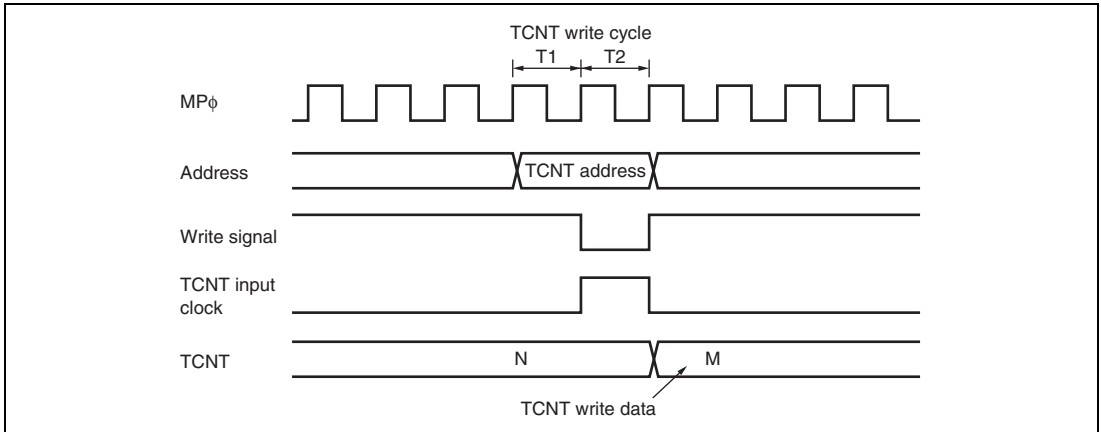 TCNT write cycle
T1 T2
MPϕ
Address
TCNT address
Write signal
TCNT input
clock
TCNT
N
M
TCNT write data